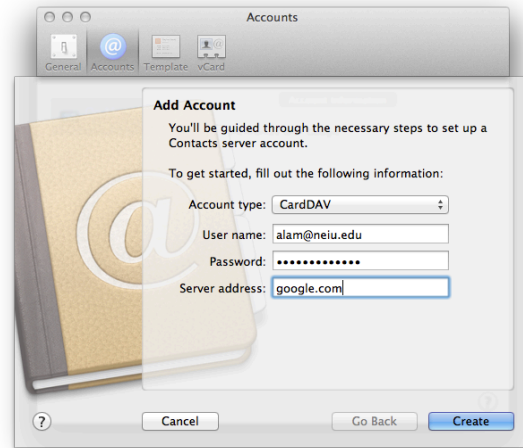 Accounts
General Accounts Template vCard
Add Account
You'll be guided through the necessary steps to set up a
Contacts server account.
To get started, fill out the following information:
Account type: CardDAV
User name: alam@neiu.edu
Password: •••••••••••••
Server address: google.com
? Cancel Go Back Create